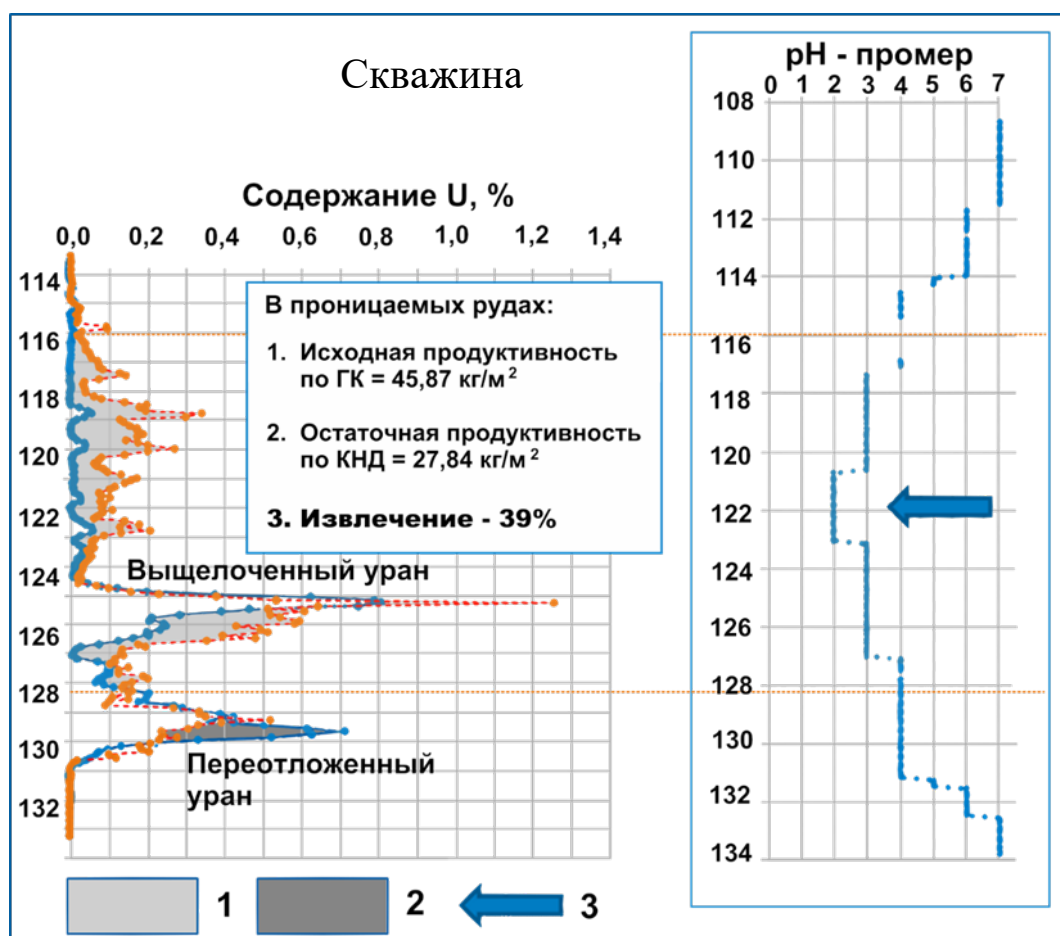 Скважина
Содержание U, %
0,0 0,2 0,4 0,6 0,8 1,0 1,2 1,4
114
116
118
120
122
124
126
128
130
132
В проницаемых рудах:
1. Исходная продуктивность
по ГК = 45,87 кг/м²
2. Остаточная продуктивность
по КНД = 27,84 кг/м²
3. Извлечение - 39%
Выщелоченный уран
Переотложенный
уран
1 2 3
pH - промер
0 1 2 3 4 5 6 7
108
110
112
114
116
118
120
122
124
126
128
130
132
134